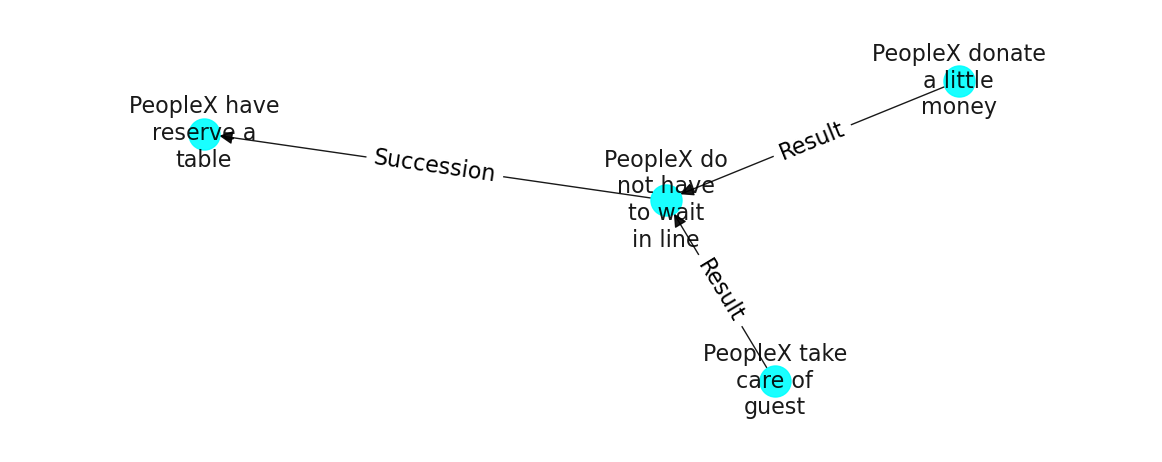 PeopleX donate
a little
money
PeopleX have
reserve a
table
Result
Succession
PeopleX do
not have
to wait
in line
Result
PeopleX take
care of
guest